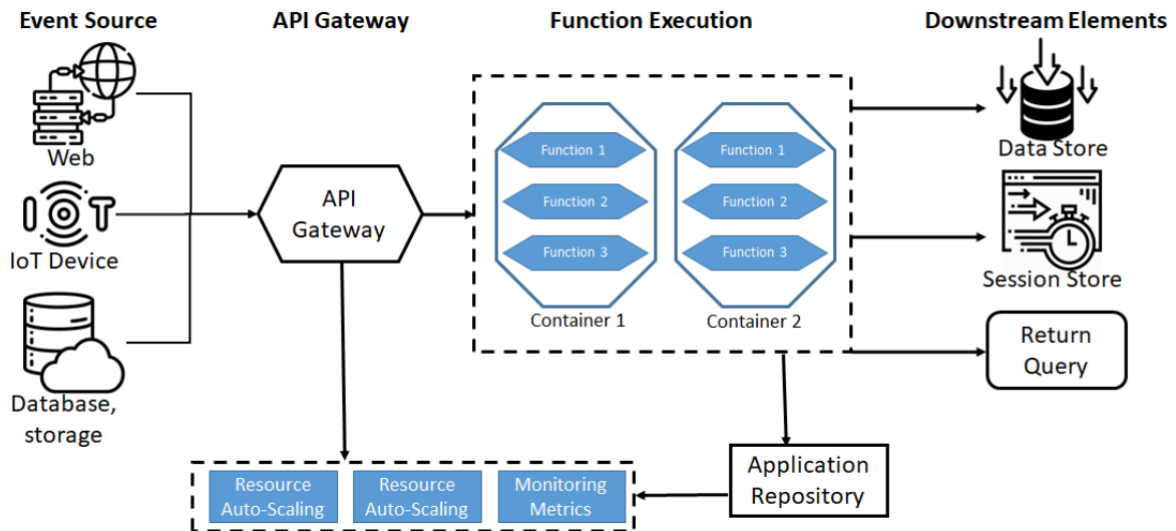 Event Source
API Gateway
Function Execution
Downstream Elements
Web
IOT
IoT Device
Database,
storage
API
Gateway
Function 1
Function 2
Function 3
Container 1
Function 1
Function 2
Function 3
Container 2
Data Store
Session Store
Return
Query
Resource
Auto-Scaling
Resource
Auto-Scaling
Monitoring
Metrics
Application
Repository